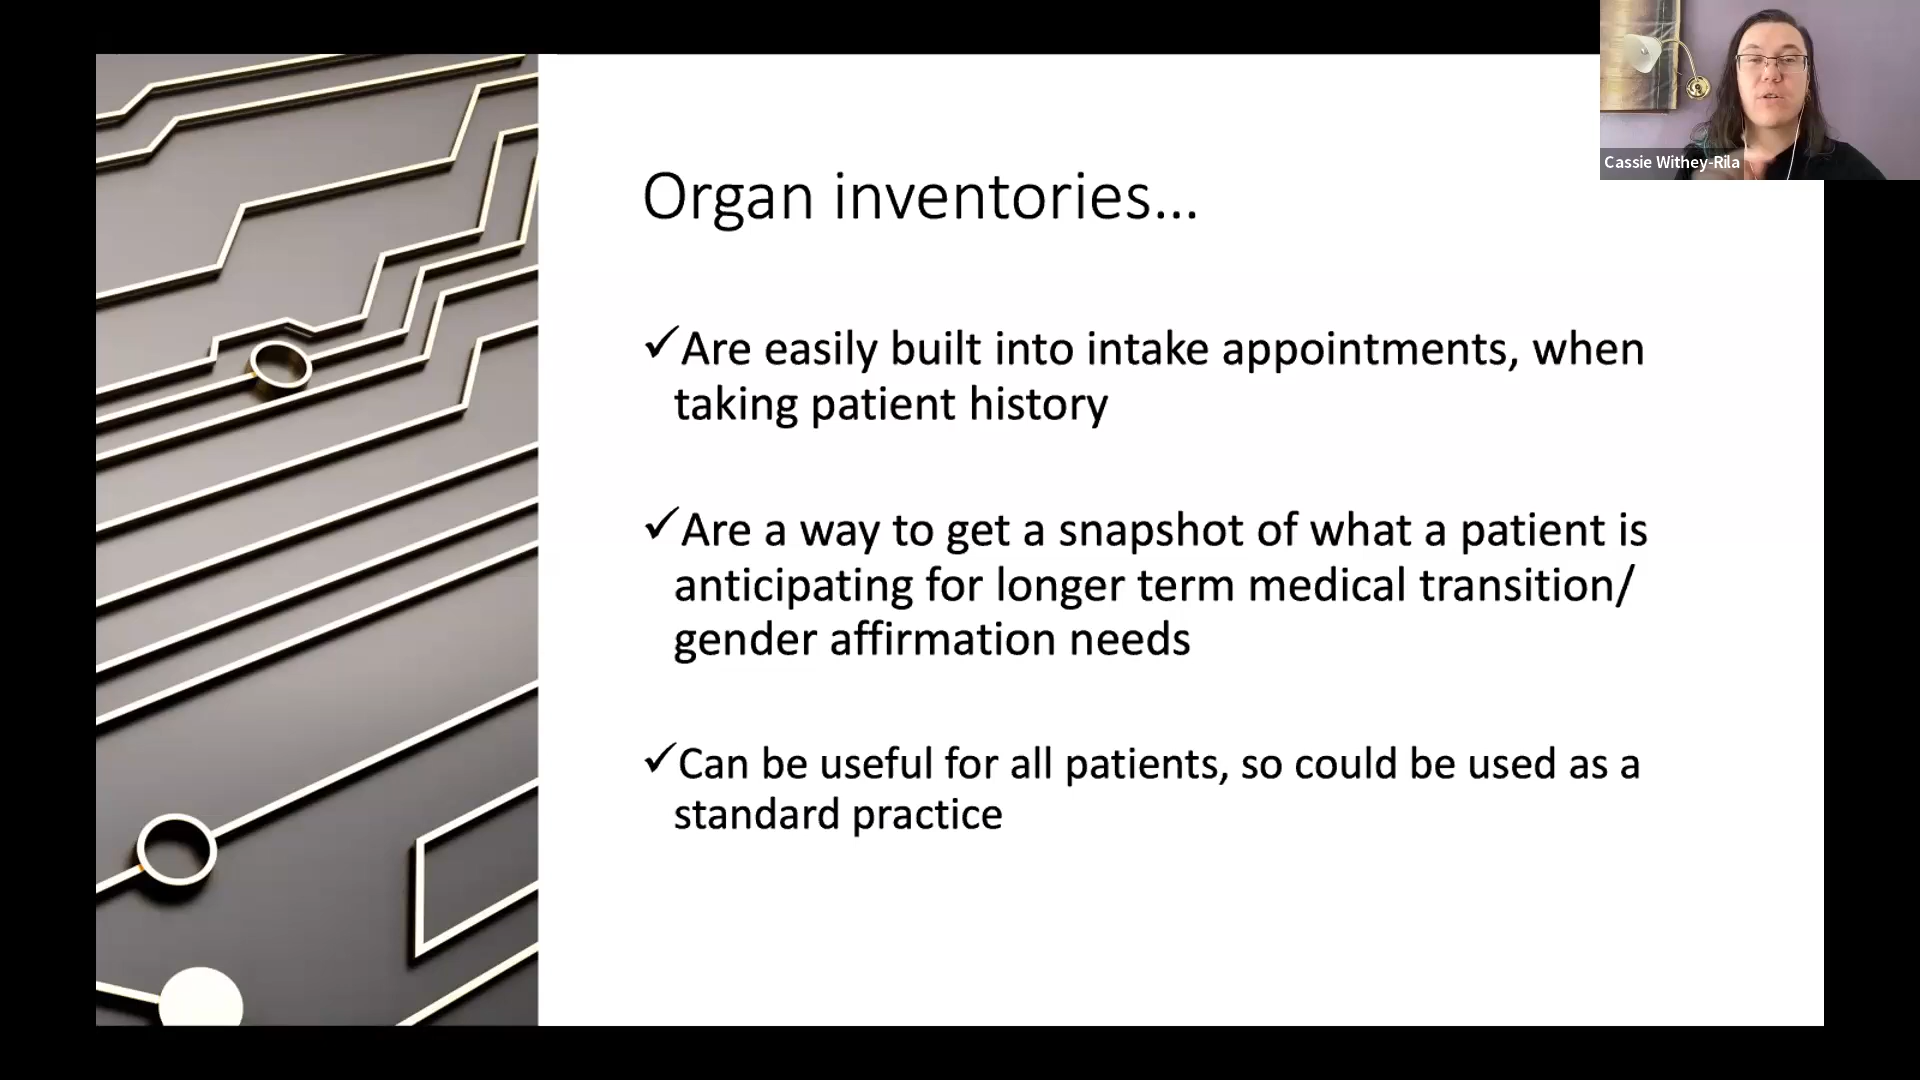 Cassie Withey-Rila
Organ inventories...
✓Are easily built into intake appointments, when
taking patient history
✓Are a way to get a snapshot of what a patient is
anticipating for longer term medical transition/
gender affirmation needs
✓Can be useful for all patients, so could be used as a
standard practice